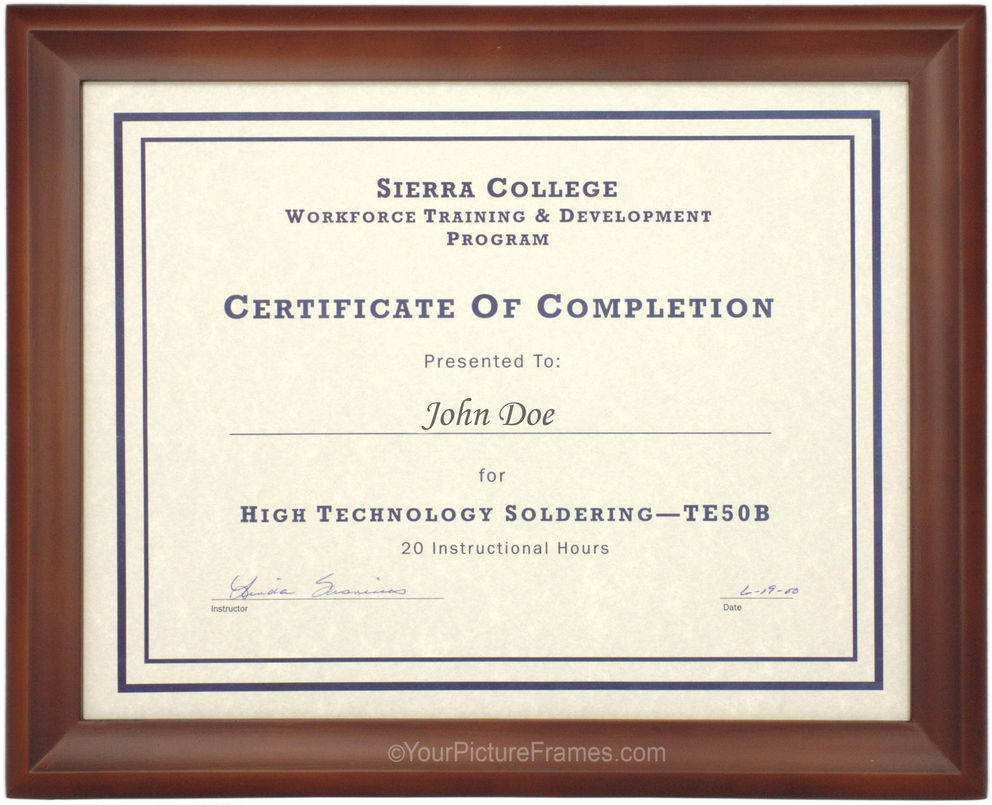 Sierra College
Workforce Training & Development
Program
Certificate Of Completion
Presented To:
John Doe
for
High Technology Soldering—TE50B
20 Instructional Hours
Linda
6-19-00
Instructor
Date
©YourPictureFrames.com